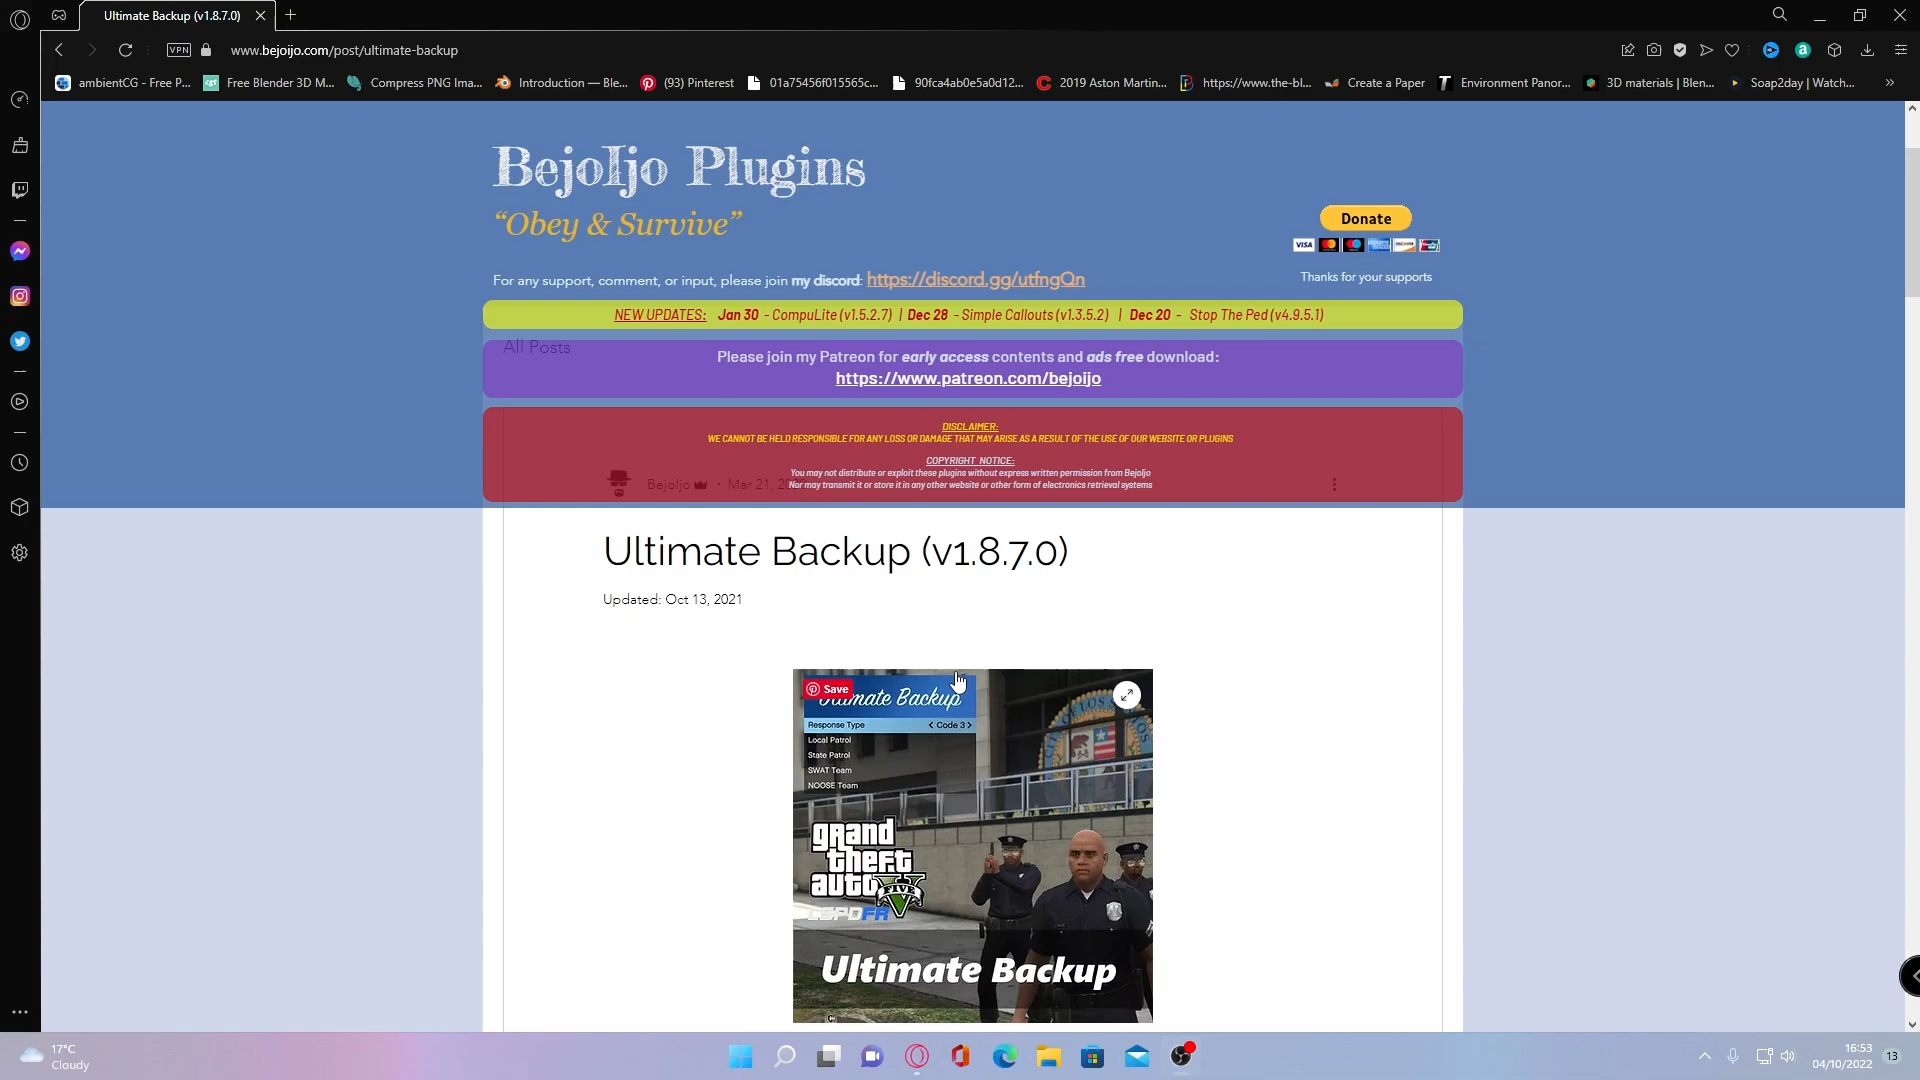 Ultimate Backup (v1.8.7.0)
VPN
www.bejoijo.com/post/ultimate-backup
ambientCG - Free P...
Free Blender 3D M...
Compress PNG Ima...
Introduction — Ble...
(93) Pinterest
01a75456f015565c...
90fca4ab0e5a0d12...
2019 Aston Martin...
https://www.the-bl...
Create a Paper
Environment Panor...
3D materials | Blen...
Soap2day | Watch...
BejoIjo Plugins
“Obey & Survive”
Donate
VISA
For any support, comment, or input, please join my discord: https://discord.gg/utfngQn
Thanks for your supports
NEW UPDATES: Jan 30 - CompuLite (v1.5.2.7) | Dec 28 - Simple Callouts (v1.3.5.2) | Dec 20 - Stop The Ped (v4.9.5.1)
All Posts
Please join my Patreon for early access contents and ads free download:
https://www.patreon.com/bejoijo
DISCLAIMER:
WE CANNOT BE HELD RESPONSIBLE FOR ANY LOSS OR DAMAGE THAT MAY ARISE AS A RESULT OF THE USE OF OUR WEBSITE OR PLUGINS
COPYRIGHT NOTICE:
You may not distribute or exploit these plugins without express written permission from BejoIjo
Nor may transmit it or store it in any other website or other form of electronics retrieval systems
BejoIjo · Mar 21,
Ultimate Backup (v1.8.7.0)
Updated: Oct 13, 2021
Save
Ultimate Backup
Response Type < Code 3 >
Local Patrol
State Patrol
SWAT Team
NOOSE Team
grand
theft
auto
FIVE
LSPDFR
Ultimate Backup
17°C
Cloudy
16:53
04/10/2022
13